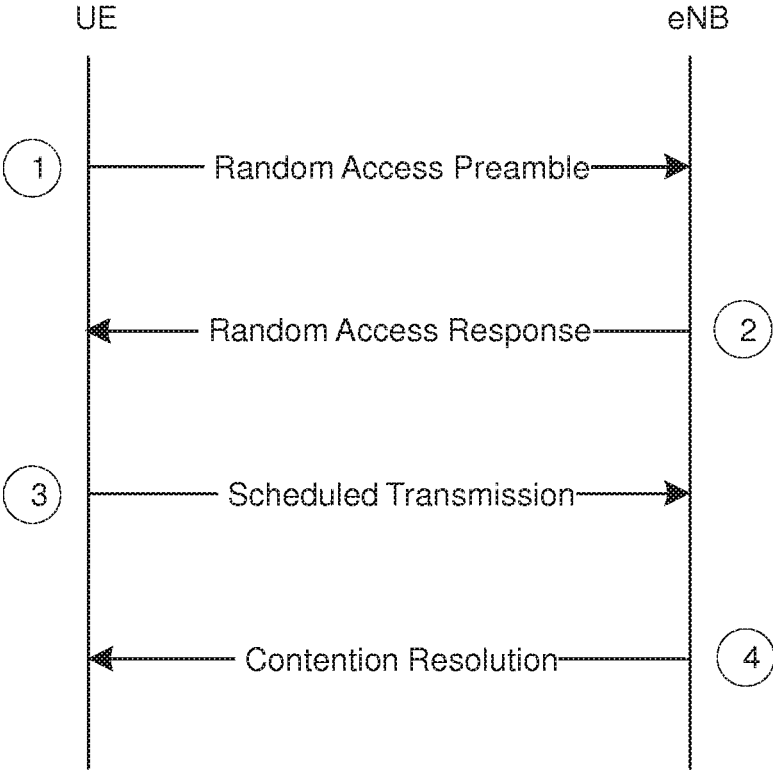 UE
eNB
1
Random Access Preamble
Random Access Response
2
3
Scheduled Transmission
Contention Resolution
4